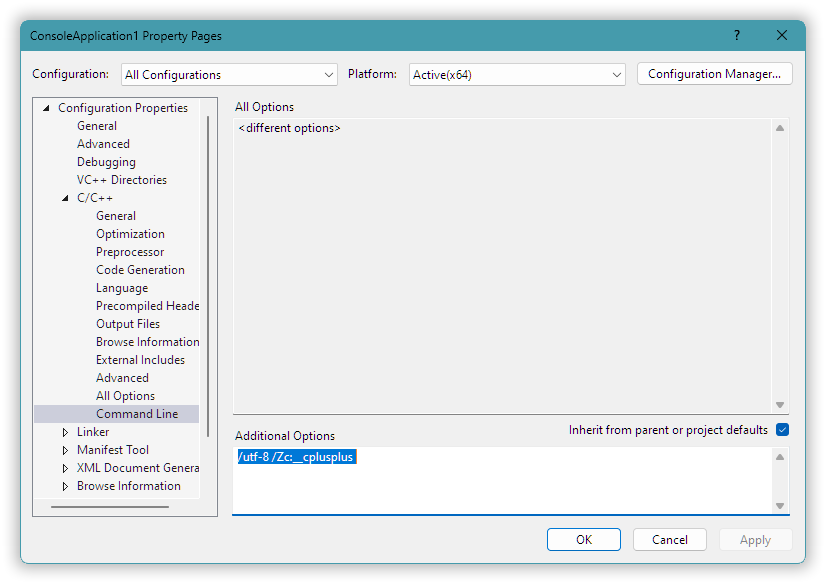 ConsoleApplication1 Property Pages
?
Configuration:
All Configurations
Platform:
Active(x64)
Configuration Manager...
Configuration Properties
General
Advanced
Debugging
VC++ Directories
C/C++
General
Optimization
Preprocessor
Code Generation
Language
Precompiled Heade
Output Files
Browse Information
External Includes
Advanced
All Options
Command Line
Linker
Manifest Tool
XML Document Genera
Browse Information
All Options
<different options>
Inherit from parent or project defaults
Additional Options
/utf-8 /Zc:__cplusplus
OK
Cancel
Apply